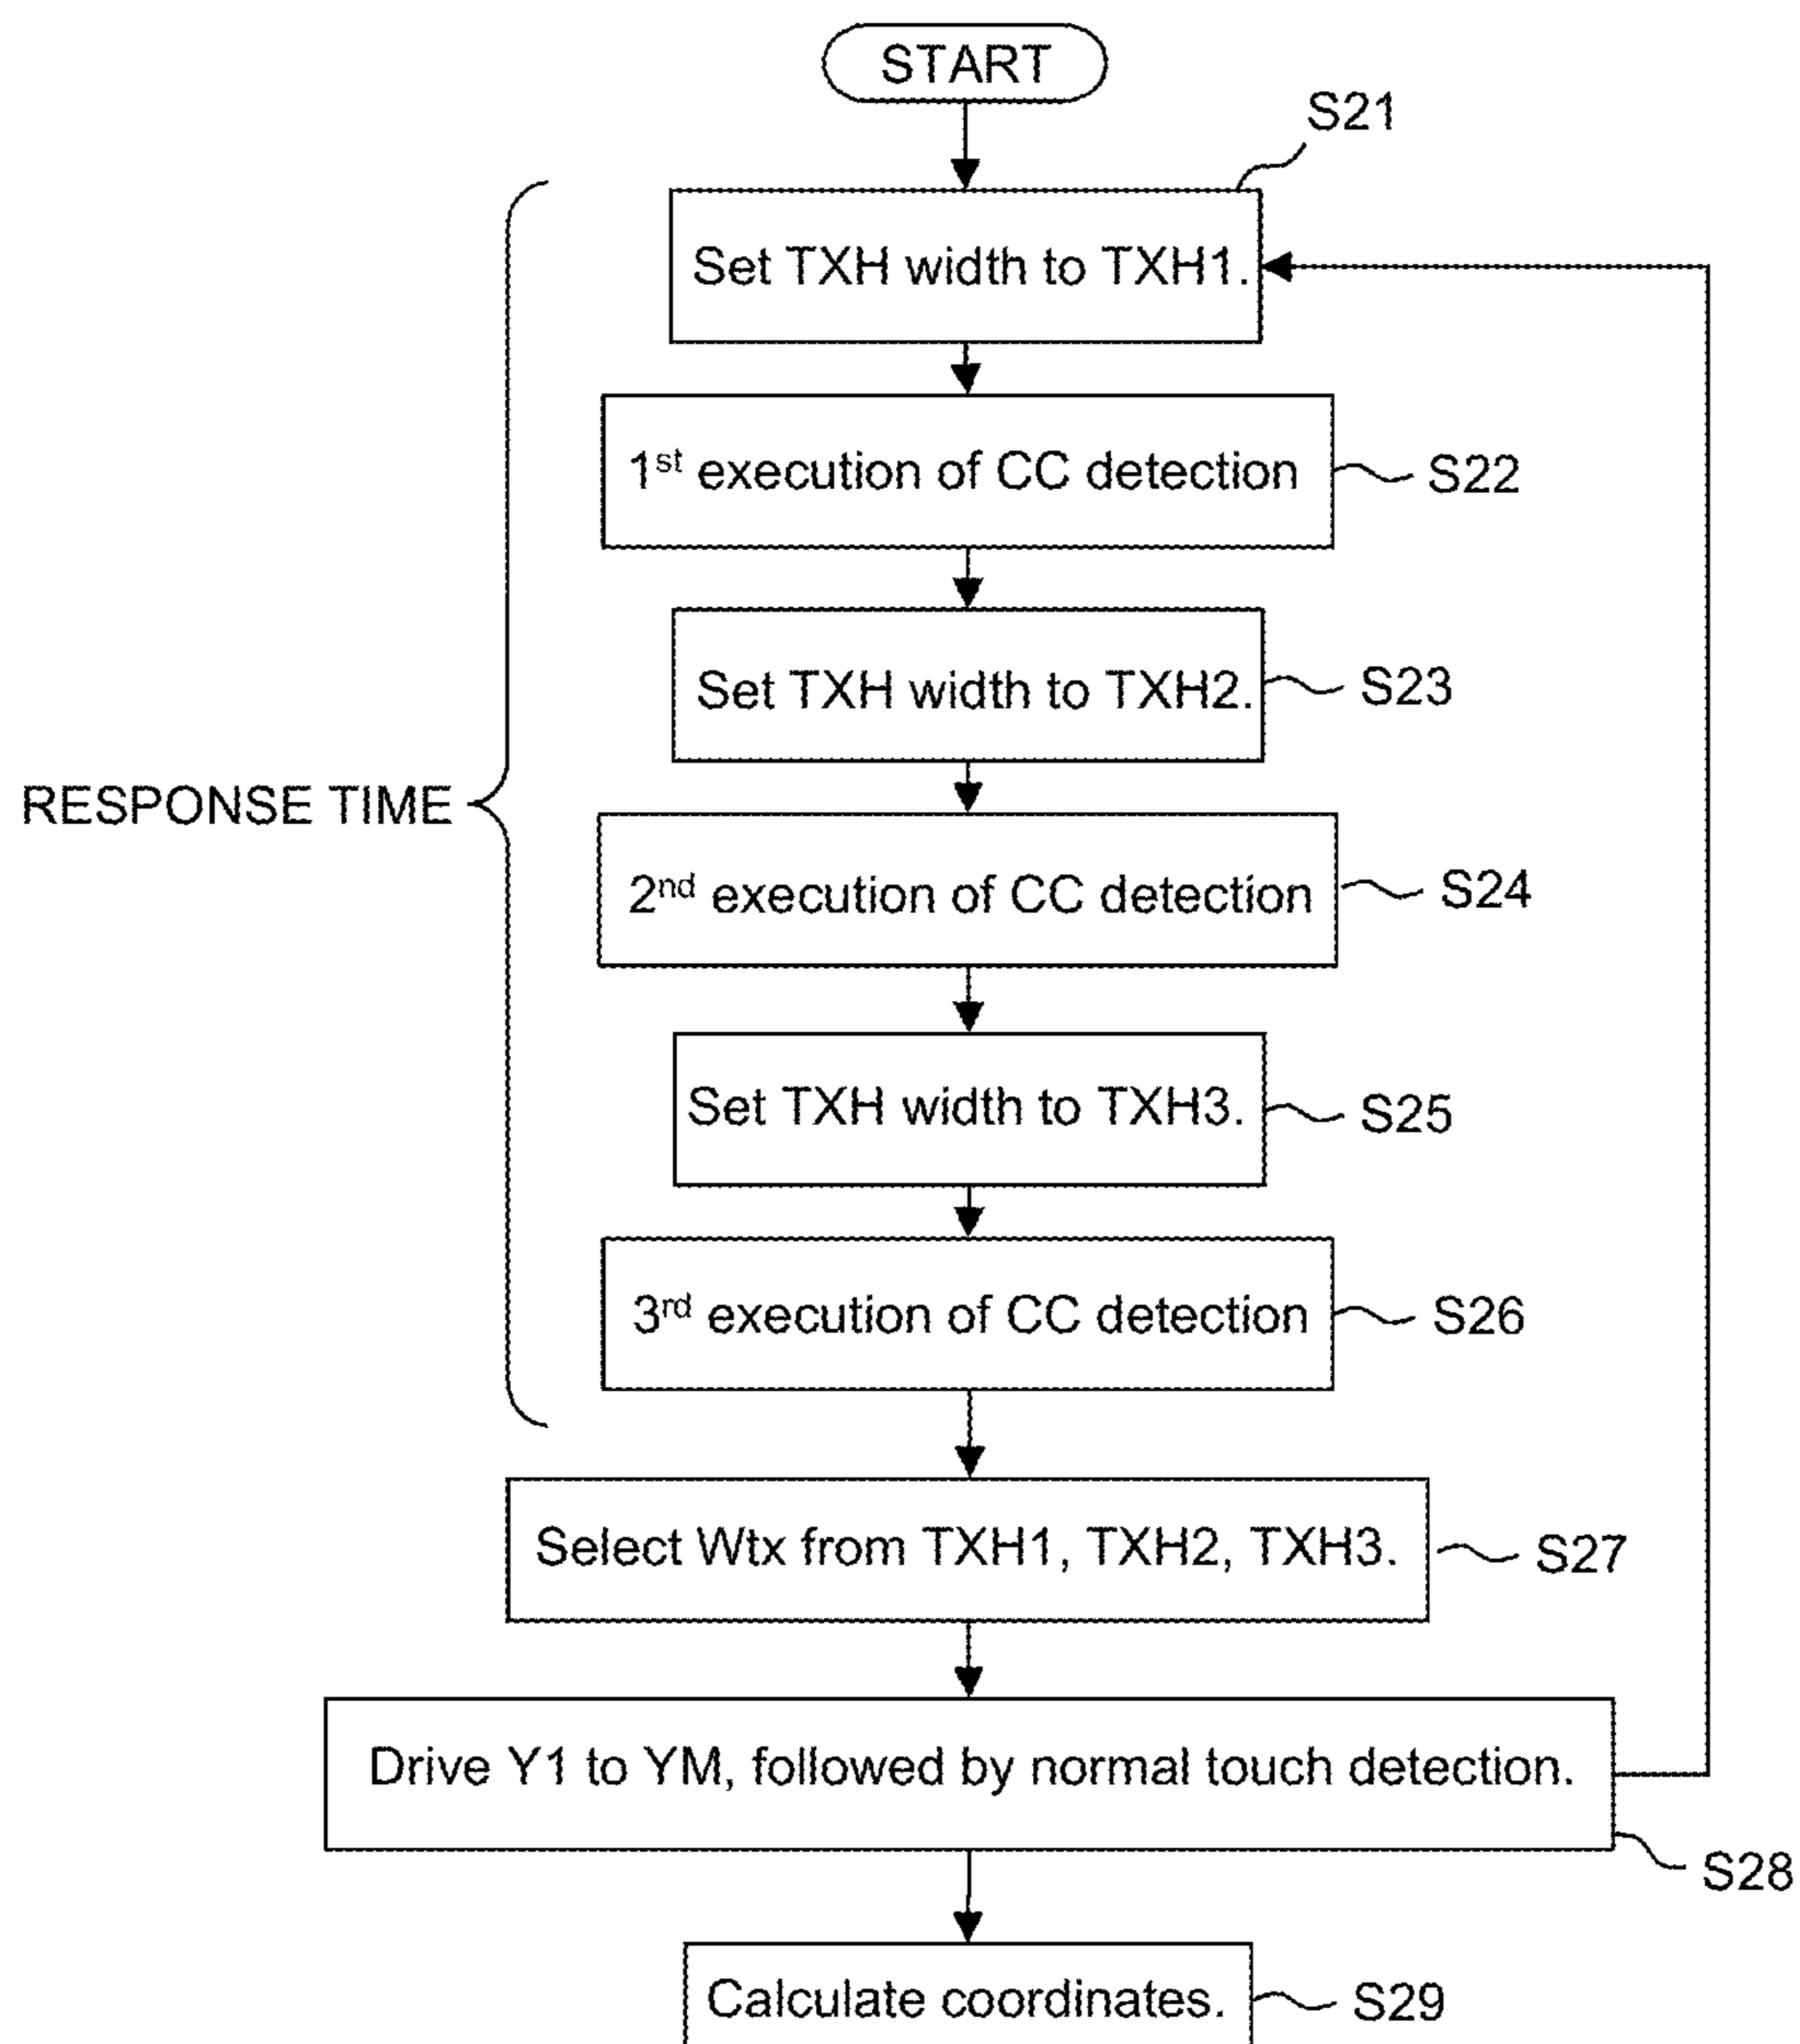 START
S21
Set TXH width to TXH1.
1st execution of CC detection
S22
Set TXH width to TXH2.
S23
RESPONSE TIME
2nd execution of CC detection
S24
Set TXH width to TXH3.
S25
3rd execution of CC detection
S26
Select Wtx from TXH1, TXH2, TXH3.
S27
Drive Y1 to YM, followed by normal touch detection.
S28
Calculate coordinates.
S29